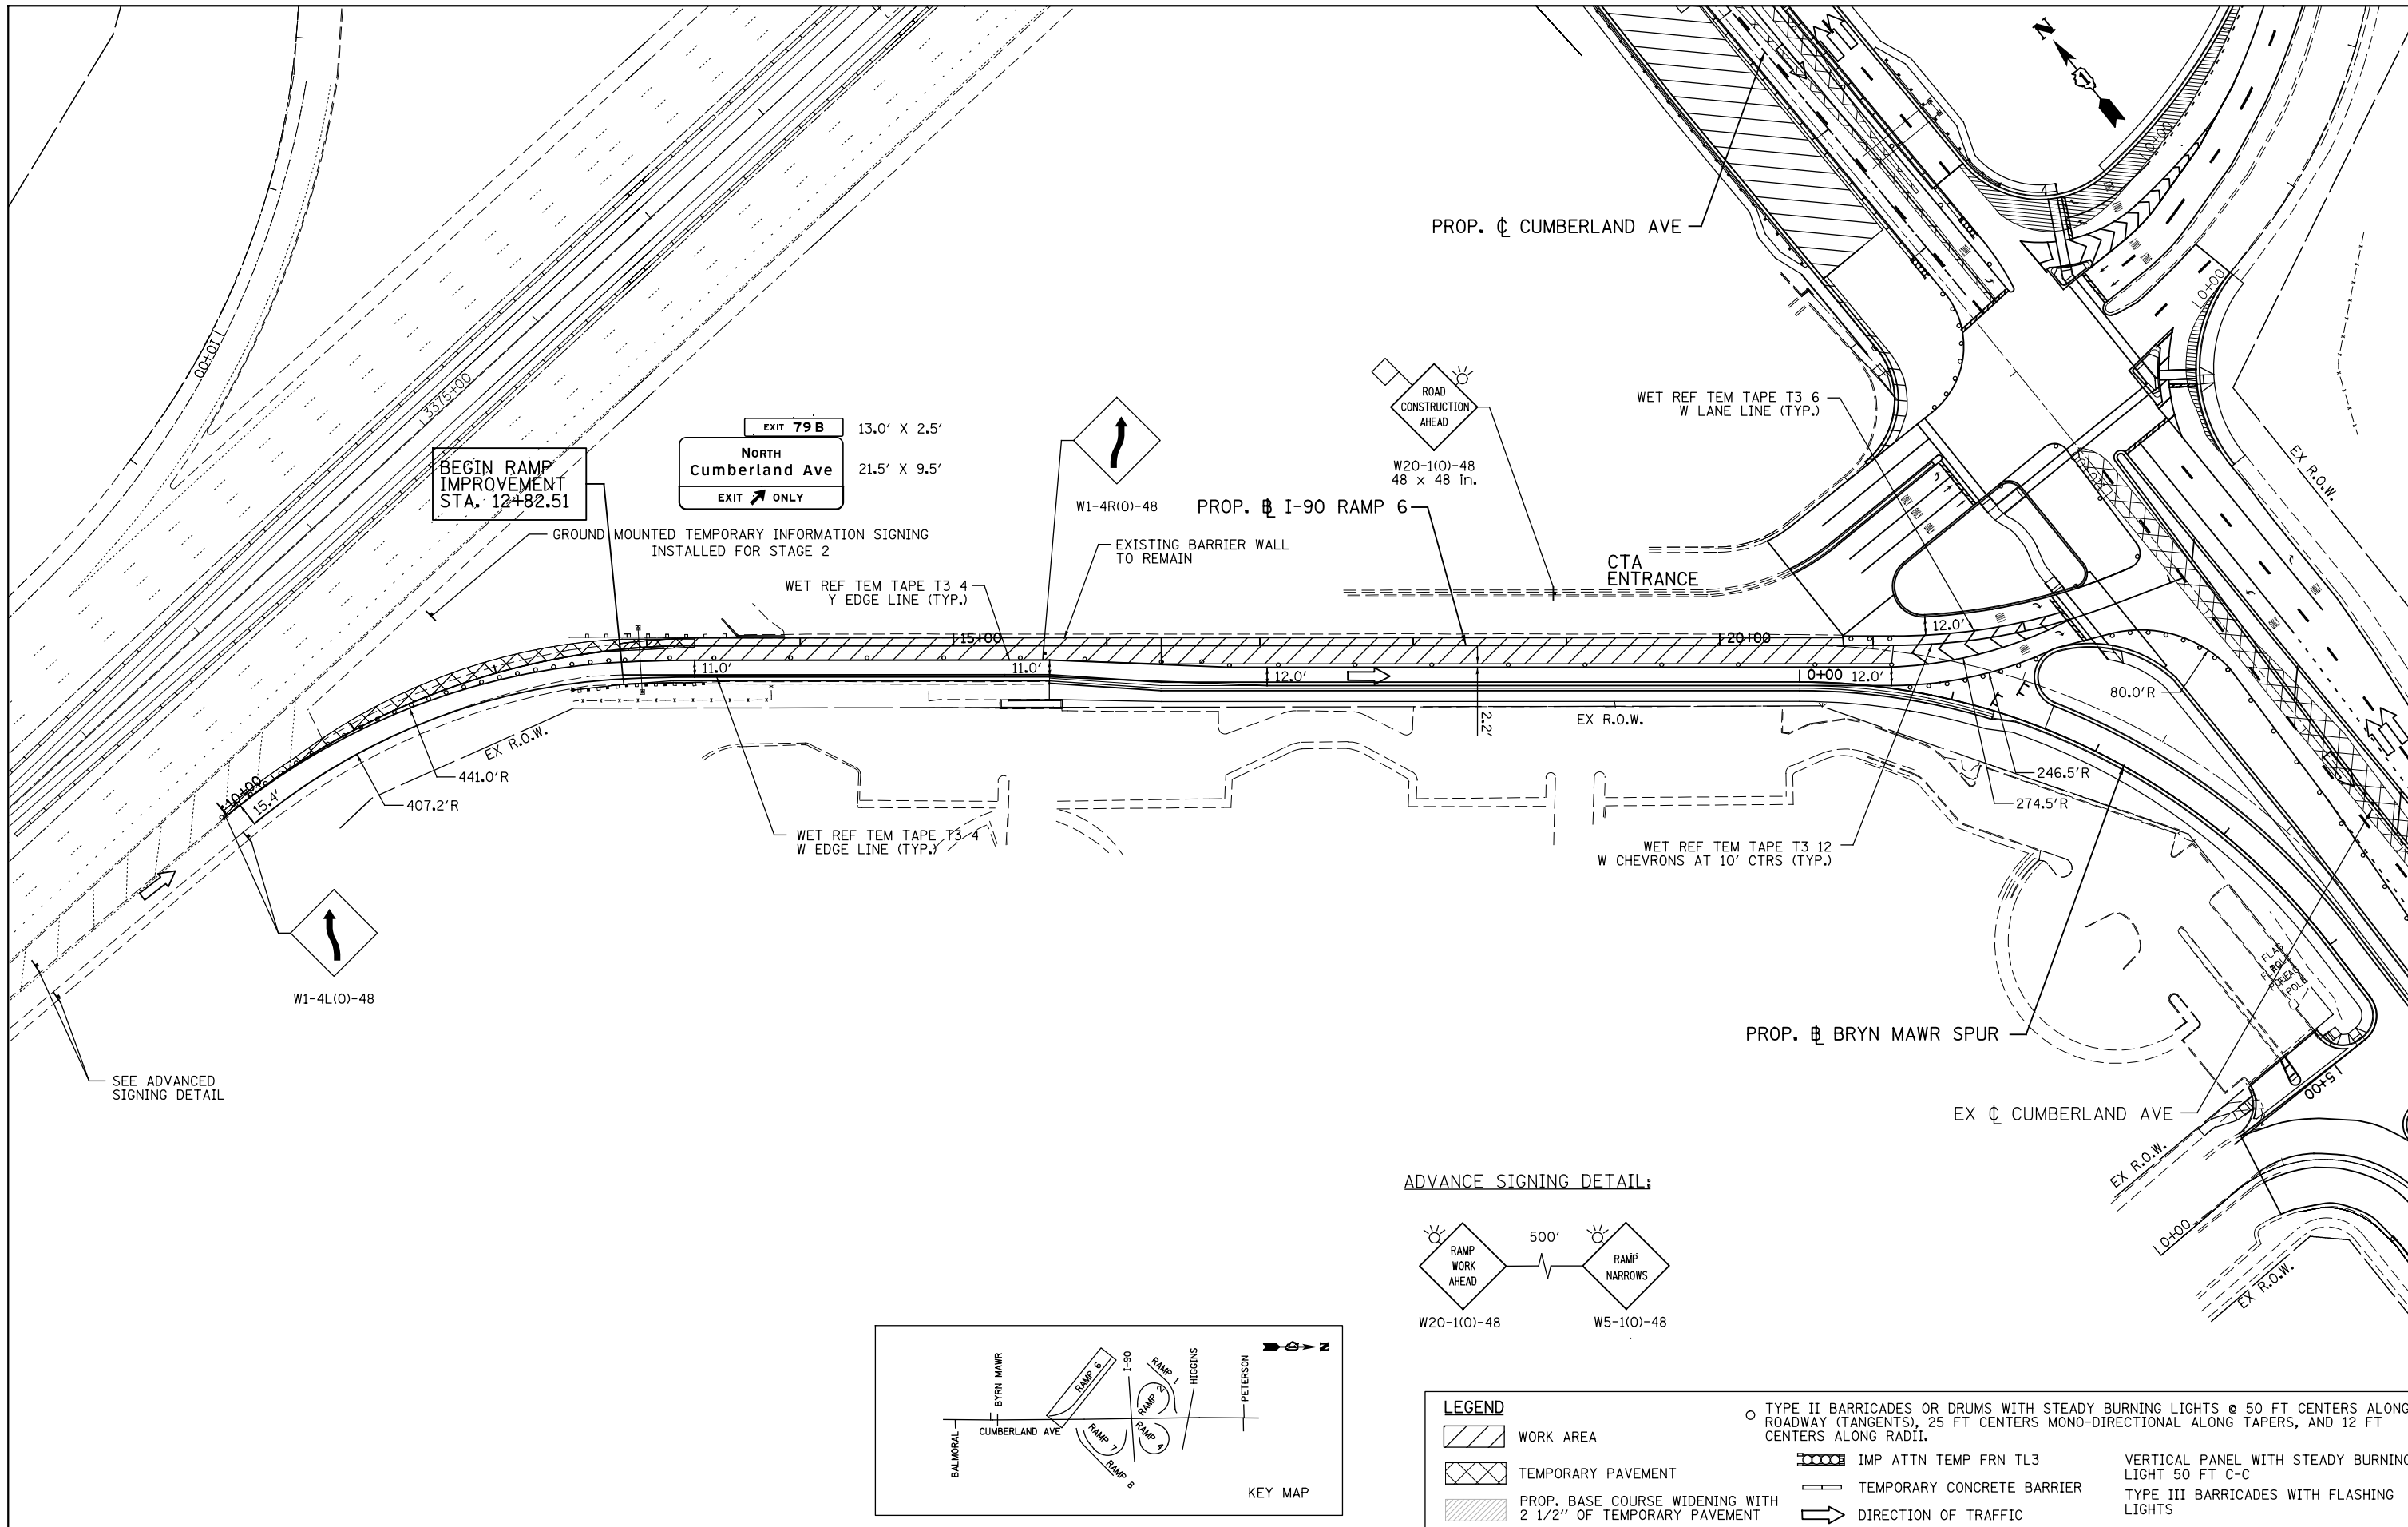 N
1
PROP. ℄ CUMBERLAND AVE
10+00
3375+00
EXIT 79 B
13.0' X 2.5'
NORTH
Cumberland Ave
21.5' X 9.5'
EXIT ONLY
BEGIN RAMP
IMPROVEMENT
STA. 12+82.51
GROUND MOUNTED TEMPORARY INFORMATION SIGNING
INSTALLED FOR STAGE 2
W1-4R(O)-48
ROAD
CONSTRUCTION
AHEAD
W20-1(O)-48
48 x 48 in.
PROP. ⅊ I-90 RAMP 6
EXISTING BARRIER WALL
TO REMAIN
WET REF TEM TAPE T3 6
W LANE LINE (TYP.)
0+00
EX R.O.W.
CTA
ENTRANCE
WET REF TEM TAPE T3 4
Y EDGE LINE (TYP.)
15+00
20+00
12.0'
11.0'
11.0'
12.0'
0+00
12.0'
80.0'R
2.2'
EX R.O.W.
EX R.O.W.
441.0'R
407.2'R
10+00
15.4'
246.5'R
274.5'R
WET REF TEM TAPE T3 4
W EDGE LINE (TYP.)
WET REF TEM TAPE T3 12
W CHEVRONS AT 10' CTRS (TYP.)
W1-4L(O)-48
FLAG
POLE
PROP. ⅊ BRYN MAWR SPUR
SEE ADVANCED
SIGNING DETAIL
5+00
EX ℄ CUMBERLAND AVE
EX R.O.W.
0+00
EX R.O.W.
ADVANCE SIGNING DETAIL:
RAMP
WORK
AHEAD
500'
RAMP
NARROWS
W20-1(O)-48
W5-1(O)-48
BALMORAL
BYRN MAWR
CUMBERLAND AVE
RAMP 6
I-90
RAMP 1
RAMP 2
RAMP 4
RAMP 7
RAMP 8
HIGGINS
PETERSON
N
KEY MAP
LEGEND
WORK AREA
TEMPORARY PAVEMENT
PROP. BASE COURSE WIDENING WITH
2 1/2" OF TEMPORARY PAVEMENT
TYPE II BARRICADES OR DRUMS WITH STEADY BURNING LIGHTS @ 50 FT CENTERS ALONG
ROADWAY (TANGENTS), 25 FT CENTERS MONO-DIRECTIONAL ALONG TAPERS, AND 12 FT
CENTERS ALONG RADII.
IMP ATTN TEMP FRN TL3
TEMPORARY CONCRETE BARRIER
DIRECTION OF TRAFFIC
VERTICAL PANEL WITH STEADY BURNING
LIGHT 50 FT C-C
TYPE III BARRICADES WITH FLASHING
LIGHTS